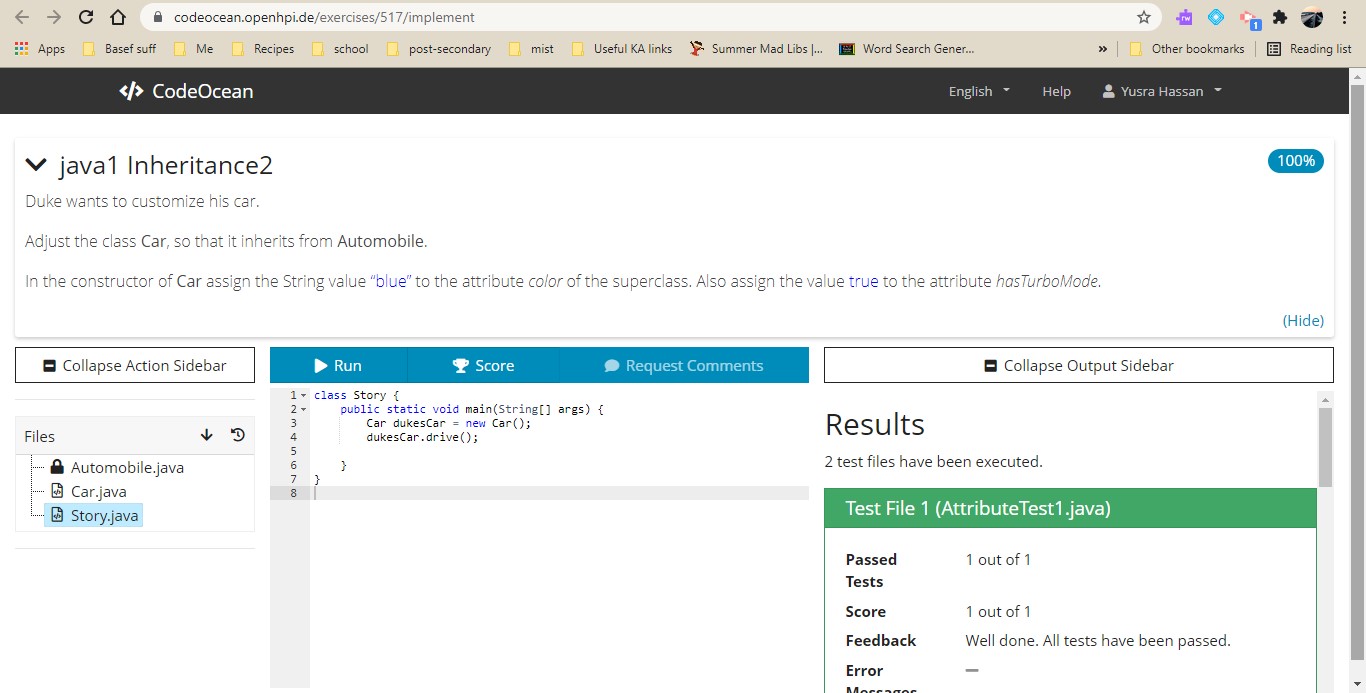 codeocean.openhpi.de/exercises/517/implement
rw
1
Apps Basef suff Me Recipes school post-secondary mist Useful KA links Summer Mad Libs |... Word Search Gener... » Other bookmarks Reading list
CodeOcean English Help Yusra Hassan
java1 Inheritance2 100%
Duke wants to customize his car.
Adjust the class Car, so that it inherits from Automobile.
In the constructor of Car assign the String value “blue” to the attribute color of the superclass. Also assign the value true to the attribute hasTurboMode.
(Hide)
Collapse Action Sidebar
Files
Automobile.java
Car.java
Story.java
Run Score Request Comments
1 class Story {
2 public static void main(String[] args) {
3 Car dukesCar = new Car();
4 dukesCar.drive();
5
6 }
7 }
8
Collapse Output Sidebar
Results
2 test files have been executed.
Test File 1 (AttributeTest1.java)
Passed Tests 1 out of 1
Score 1 out of 1
Feedback Well done. All tests have been passed.
Error —
Messages